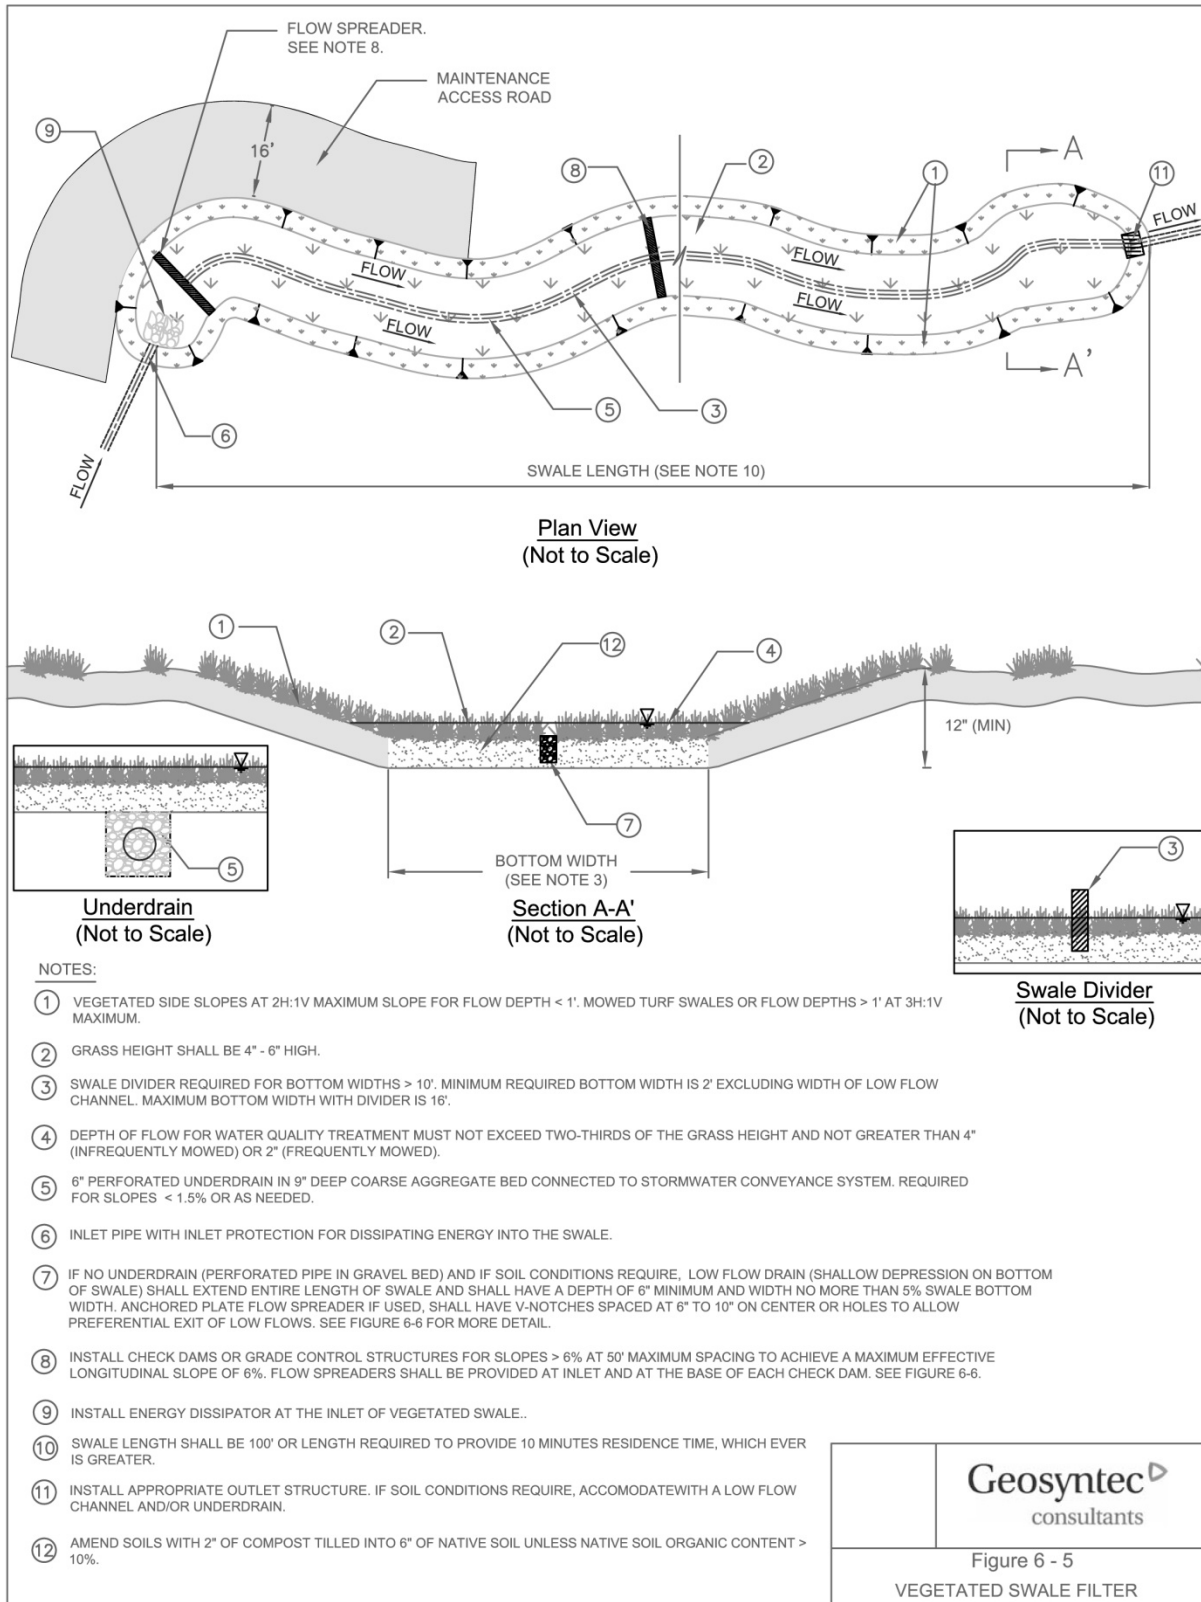 FLOW SPREADER.
SEE NOTE 8.
MAINTENANCE
ACCESS ROAD
9
16'
8
2
1
A
11
FLOW
FLOW
FLOW
FLOW
FLOW
A'
5
3
6
FLOW
SWALE LENGTH (SEE NOTE 10)
Plan View
(Not to Scale)
1
2
12
4
12" (MIN)
7
5
BOTTOM WIDTH
(SEE NOTE 3)
3
Underdrain
(Not to Scale)
Section A-A'
(Not to Scale)
Swale Divider
(Not to Scale)
NOTES:
1 VEGETATED SIDE SLOPES AT 2H:1V MAXIMUM SLOPE FOR FLOW DEPTH < 1'. MOWED TURF SWALES OR FLOW DEPTHS > 1' AT 3H:1V
MAXIMUM.
2 GRASS HEIGHT SHALL BE 4" - 6" HIGH.
3 SWALE DIVIDER REQUIRED FOR BOTTOM WIDTHS > 10'. MINIMUM REQUIRED BOTTOM WIDTH IS 2' EXCLUDING WIDTH OF LOW FLOW
CHANNEL. MAXIMUM BOTTOM WIDTH WITH DIVIDER IS 16'.
4 DEPTH OF FLOW FOR WATER QUALITY TREATMENT MUST NOT EXCEED TWO-THIRDS OF THE GRASS HEIGHT AND NOT GREATER THAN 4"
(INFREQUENTLY MOWED) OR 2" (FREQUENTLY MOWED).
5 6" PERFORATED UNDERDRAIN IN 9" DEEP COARSE AGGREGATE BED CONNECTED TO STORMWATER CONVEYANCE SYSTEM. REQUIRED
FOR SLOPES < 1.5% OR AS NEEDED.
6 INLET PIPE WITH INLET PROTECTION FOR DISSIPATING ENERGY INTO THE SWALE.
7 IF NO UNDERDRAIN (PERFORATED PIPE IN GRAVEL BED) AND IF SOIL CONDITIONS REQUIRE, LOW FLOW DRAIN (SHALLOW DEPRESSION ON BOTTOM
OF SWALE) SHALL EXTEND ENTIRE LENGTH OF SWALE AND SHALL HAVE A DEPTH OF 6" MINIMUM AND WIDTH NO MORE THAN 5% SWALE BOTTOM
WIDTH. ANCHORED PLATE FLOW SPREADER IF USED, SHALL HAVE V-NOTCHES SPACED AT 6" TO 10" ON CENTER OR HOLES TO ALLOW
PREFERENTIAL EXIT OF LOW FLOWS. SEE FIGURE 6-6 FOR MORE DETAIL.
8 INSTALL CHECK DAMS OR GRADE CONTROL STRUCTURES FOR SLOPES > 6% AT 50' MAXIMUM SPACING TO ACHIEVE A MAXIMUM EFFECTIVE
LONGITUDINAL SLOPE OF 6%. FLOW SPREADERS SHALL BE PROVIDED AT INLET AND AT THE BASE OF EACH CHECK DAM. SEE FIGURE 6-6.
9 INSTALL ENERGY DISSIPATOR AT THE INLET OF VEGETATED SWALE..
10 SWALE LENGTH SHALL BE 100' OR LENGTH REQUIRED TO PROVIDE 10 MINUTES RESIDENCE TIME, WHICH EVER
IS GREATER.
11 INSTALL APPROPRIATE OUTLET STRUCTURE. IF SOIL CONDITIONS REQUIRE, ACCOMODATEWITH A LOW FLOW
CHANNEL AND/OR UNDERDRAIN.
12 AMEND SOILS WITH 2" OF COMPOST TILLED INTO 6" OF NATIVE SOIL UNLESS NATIVE SOIL ORGANIC CONTENT >
10%.
Geosyntec
consultants
Figure 6 - 5
VEGETATED SWALE FILTER